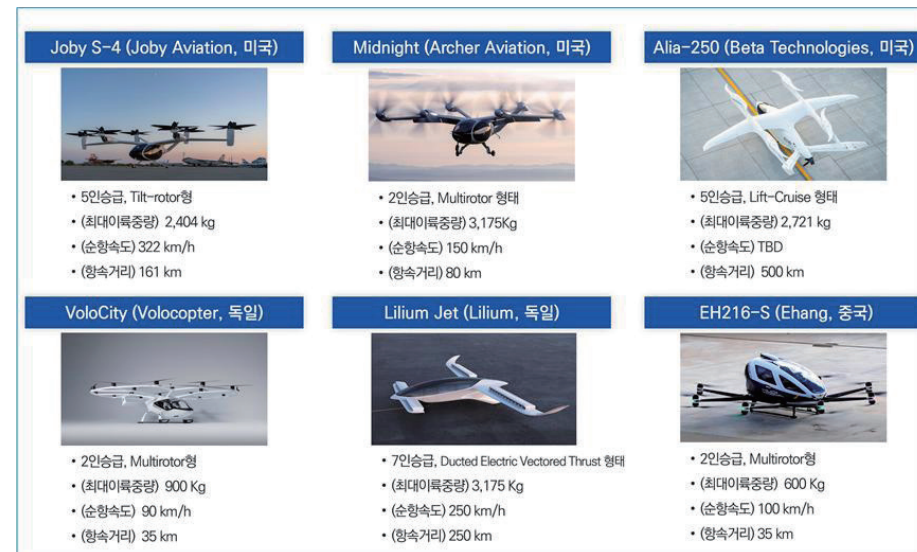 Joby S-4 (Joby Aviation, 미국)
• 5인승급, Tilt-rotor형
• (최대이륙중량) 2,404 kg
• (순항속도) 322 km/h
• (항속거리) 161 km
Midnight (Archer Aviation, 미국)
• 2인승급, Multirotor 형태
• (최대이륙중량) 3,175Kg
• (순항속도) 150 km/h
• (항속거리) 80 km
Alia-250 (Beta Technologies, 미국)
• 5인승급, Lift-Cruise 형태
• (최대이륙중량) 2,721 kg
• (순항속도) TBD
• (항속거리) 500 km
VoloCity (Volocopter, 독일)
• 2인승급, Multirotor형
• (최대이륙중량) 900 Kg
• (순항속도) 90 km/h
• (항속거리) 35 km
Lilium Jet (Lilium, 독일)
• 7인승급, Ducted Electric Vectored Thrust 형태
• (최대이륙중량) 3,175 Kg
• (순항속도) 250 km/h
• (항속거리) 250 km
EH216-S (Ehang, 중국)
• 2인승급, Multirotor형
• (최대이륙중량) 600 Kg
• (순항속도) 100 km/h
• (항속거리) 35 km